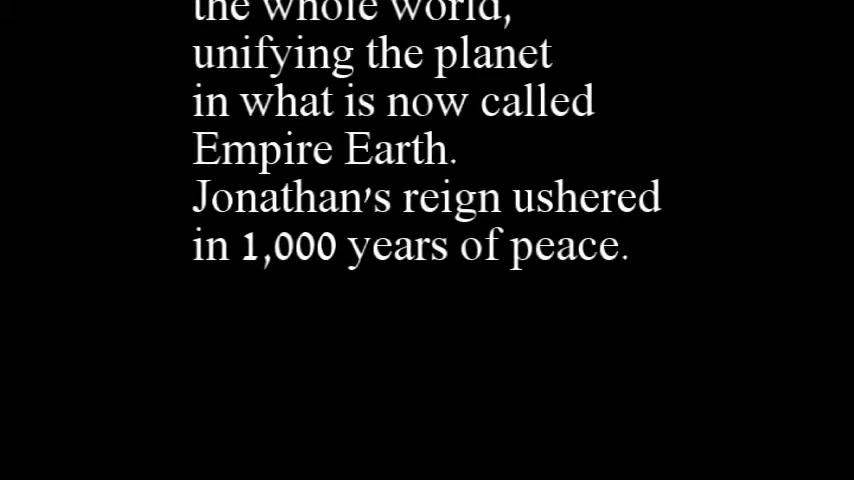 the whole world,
unifying the planet
in what is now called
Empire Earth.
Jonathan's reign ushered
in 1,000 years of peace.